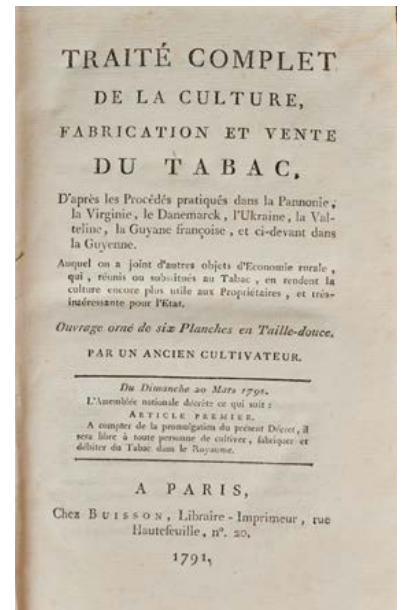 TRAITÉ COMPLET
DE LA CULTURE,
FABRICATION ET VENTE
DU TABAC,
D'après les Procédés pratiqués dans la Pannonie,
la Virginie, le Danemarck, l'Ukraine, la Val-
teline, la Guyane françoise, et ci-devant dans
la Guyenne.
Auquel on a joint d'autres objets d'Economie rurale,
qui, réunis ou substitués au Tabac, en rendent la
culture encore plus utile aux Propriétaires, et très-
intéressante pour l'Etat.
Ouvrage orné de six Planches en Taille-douce.
PAR UN ANCIEN CULTIVATEUR.
Du Dimanche 20 Mars 1791.
L'Assemblée nationale décrète ce qui suit :
ARTICLE PREMIER.
A compter de la promulgation du présent Décret, il
sera libre à toute personne de cultiver, fabriquer et
débiter du Tabac dans le Royaume.
A PARIS,
Chez BUISSON, Libraire-Imprimeur, rue
Hautefeuille, n°. 20.
1791.